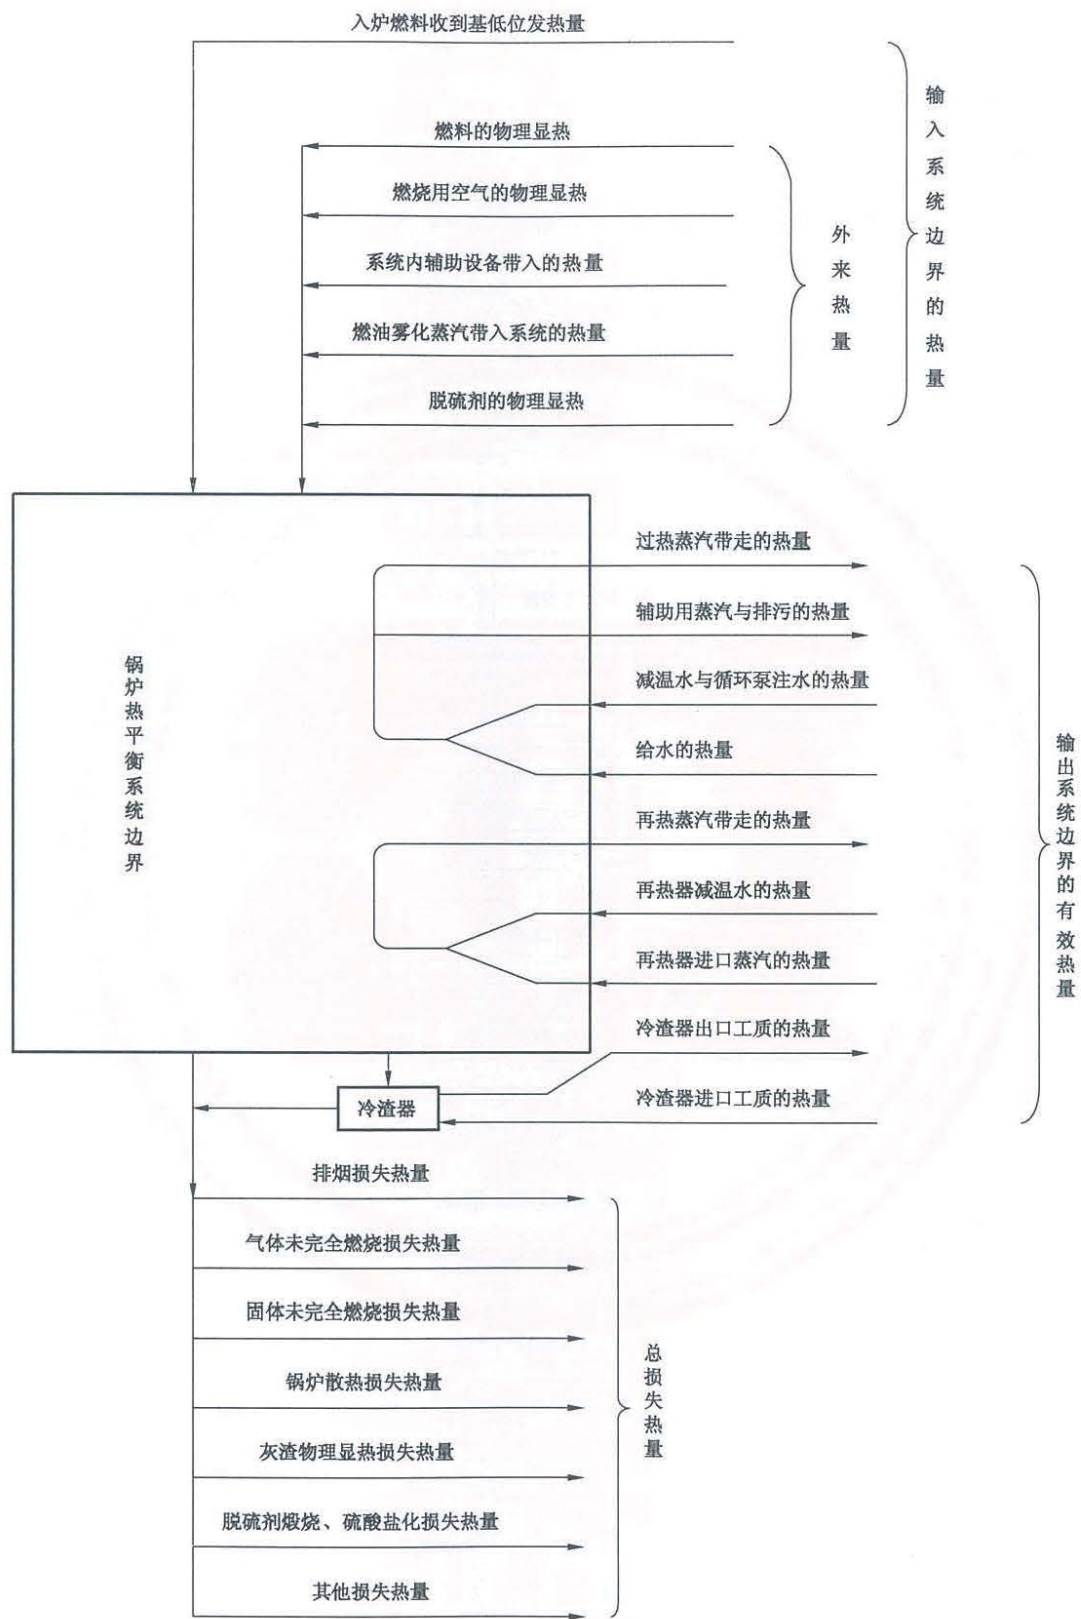 入炉燃料收到基低位发热量
燃料的物理显热
燃烧用空气的物理显热
系统内辅助设备带入的热量
燃油雾化蒸汽带入系统的热量
脱硫剂的物理显热
外来热量
输入系统边界的热量
锅炉热平衡系统边界
过热蒸汽带走的热量
辅助用蒸汽与排污的热量
减温水与循环泵注水的热量
给水的热量
再热蒸汽带走的热量
再热器减温水的热量
再热器进口蒸汽的热量
冷渣器出口工质的热量
冷渣器进口工质的热量
输出系统边界的有效热量
冷渣器
排烟损失热量
气体未完全燃烧损失热量
固体未完全燃烧损失热量
锅炉散热损失热量
灰渣物理显热损失热量
脱硫剂煅烧、硫酸盐化损失热量
其他损失热量
总损失热量